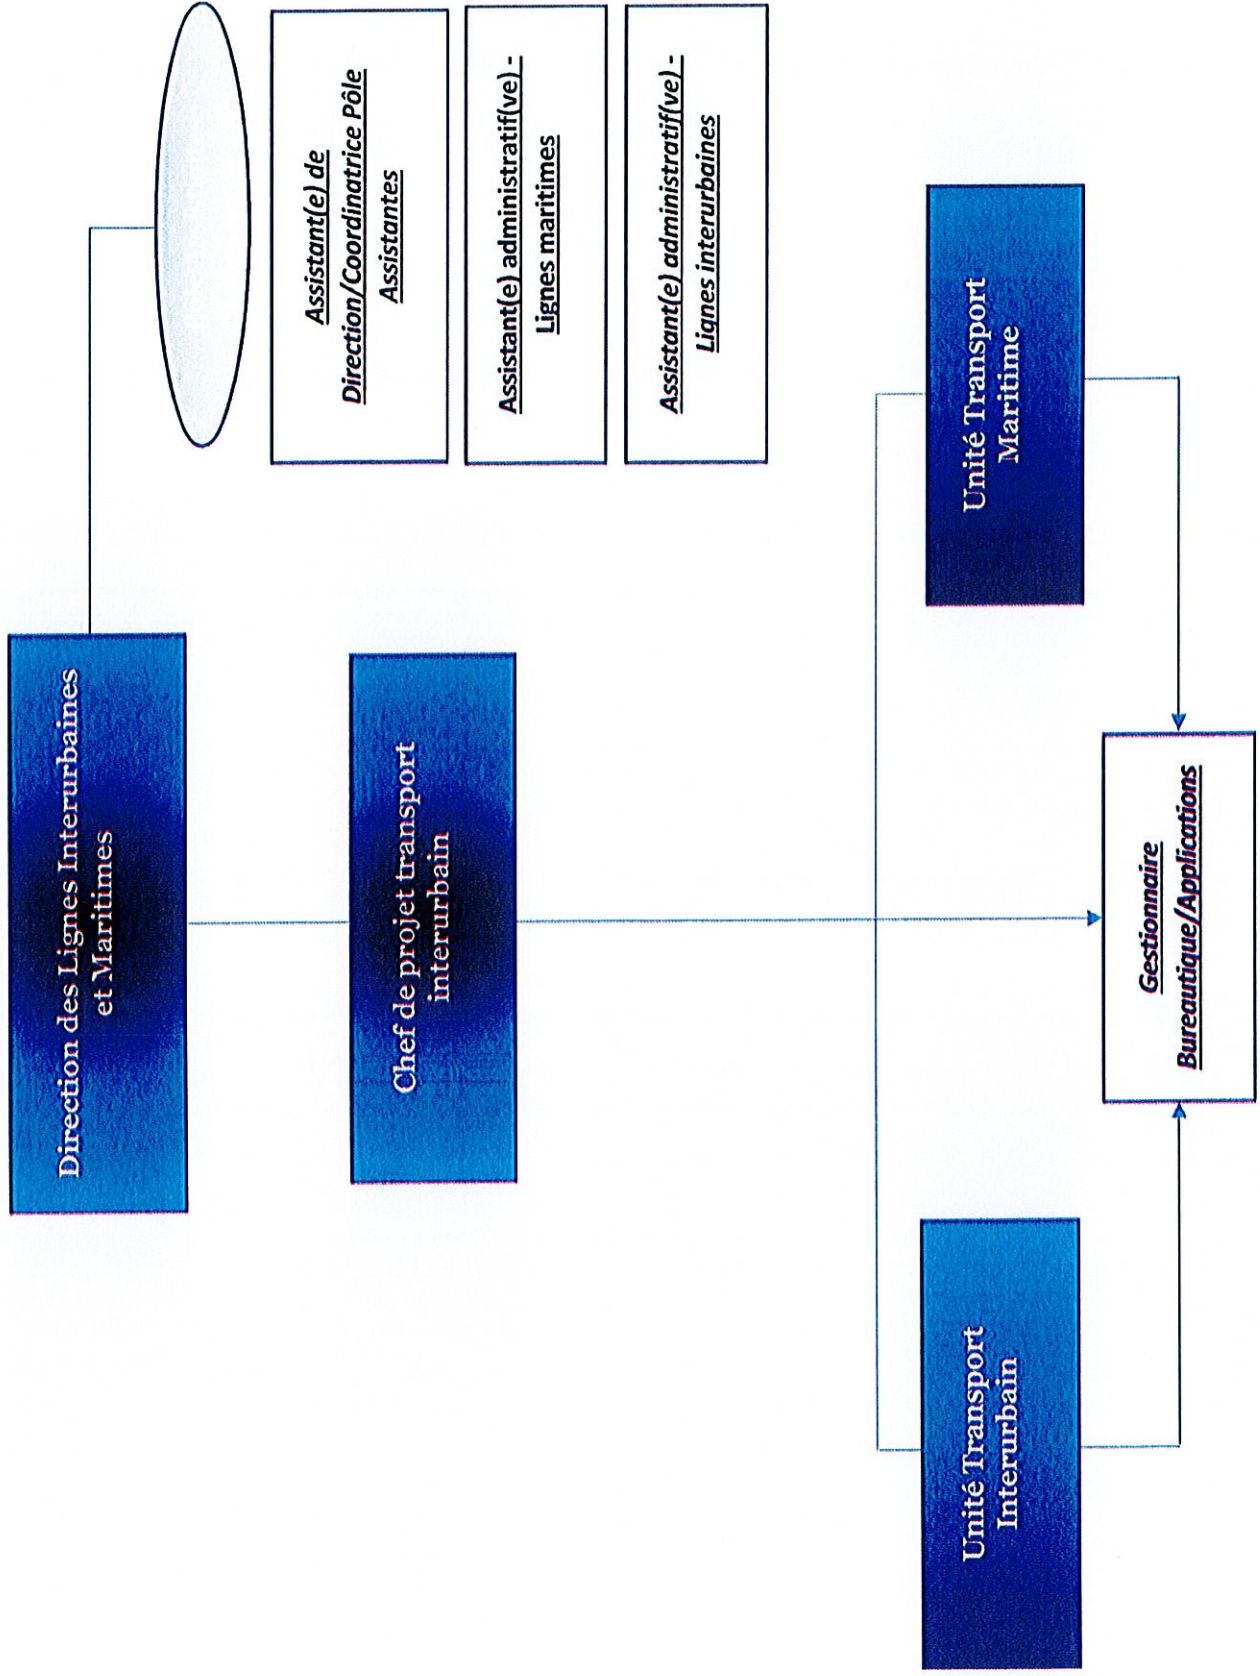 Direction des Lignes Interurbaines
et Maritimes
Assistant(e) de
Direction/Coordinatrice Pôle
Assistantes
Assistant(e) administratif(ve) -
Lignes maritimes
Assistant(e) administratif(ve) -
Lignes interurbaines
Chef de projet transport
interurbain
Unité Transport
Interurbain
Unité Transport
Maritime
Gestionnaire
Bureautique/Applications